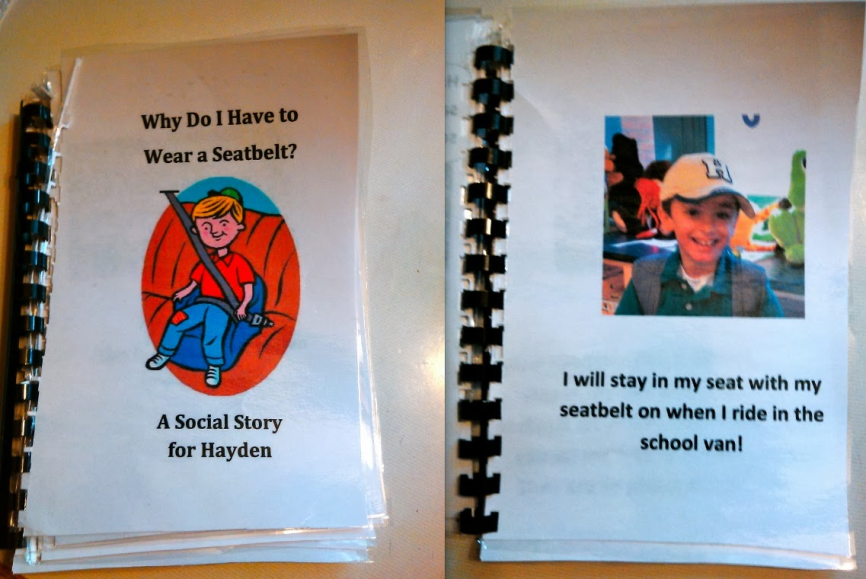 Why Do I Have to
Wear a Seatbelt?
A Social Story
for Hayden
H
I will stay in my seat with my
seatbelt on when I ride in the
school van!